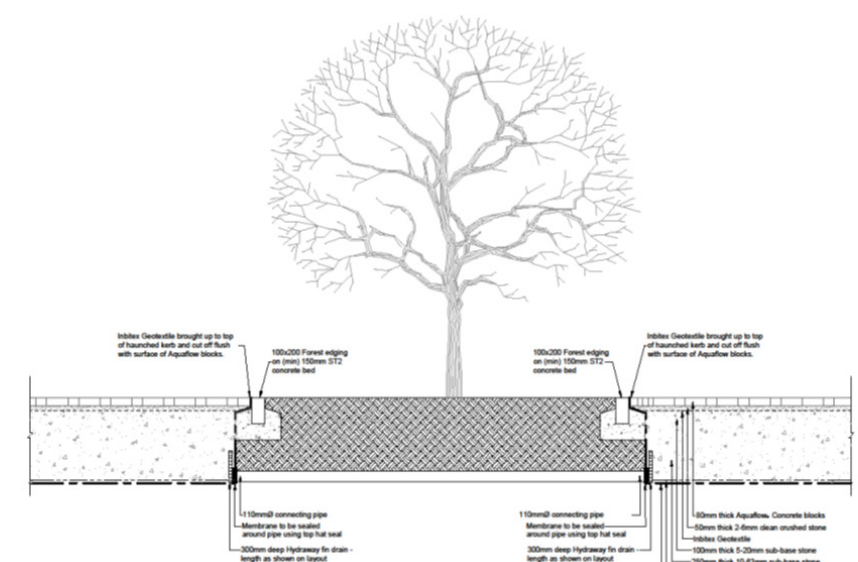 Inbitex Geotextile brought up to top
of haunched kerb and cut off flush
with surface of Aquaflow blocks.
100x200 Forest edging
on (min) 150mm ST2
concrete bed
100x200 Forest edging
on (min) 150mm ST2
concrete bed
Inbitex Geotextile brought up to top
of haunched kerb and cut off flush
with surface of Aquaflow blocks.
110mmØ connecting pipe
Membrane to be sealed
around pipe using top hat seal
300mm deep Hydraway fin drain -
length as shown on layout
110mmØ connecting pipe
Membrane to be sealed
around pipe using top hat seal
300mm deep Hydraway fin drain -
length as shown on layout
80mm thick Aquaflow Concrete blocks
50mm thick 2-6mm clean crushed stone
Inbitex Geotextile
100mm thick 5-20mm sub-base stone
thick 10-63mm sub-base stone